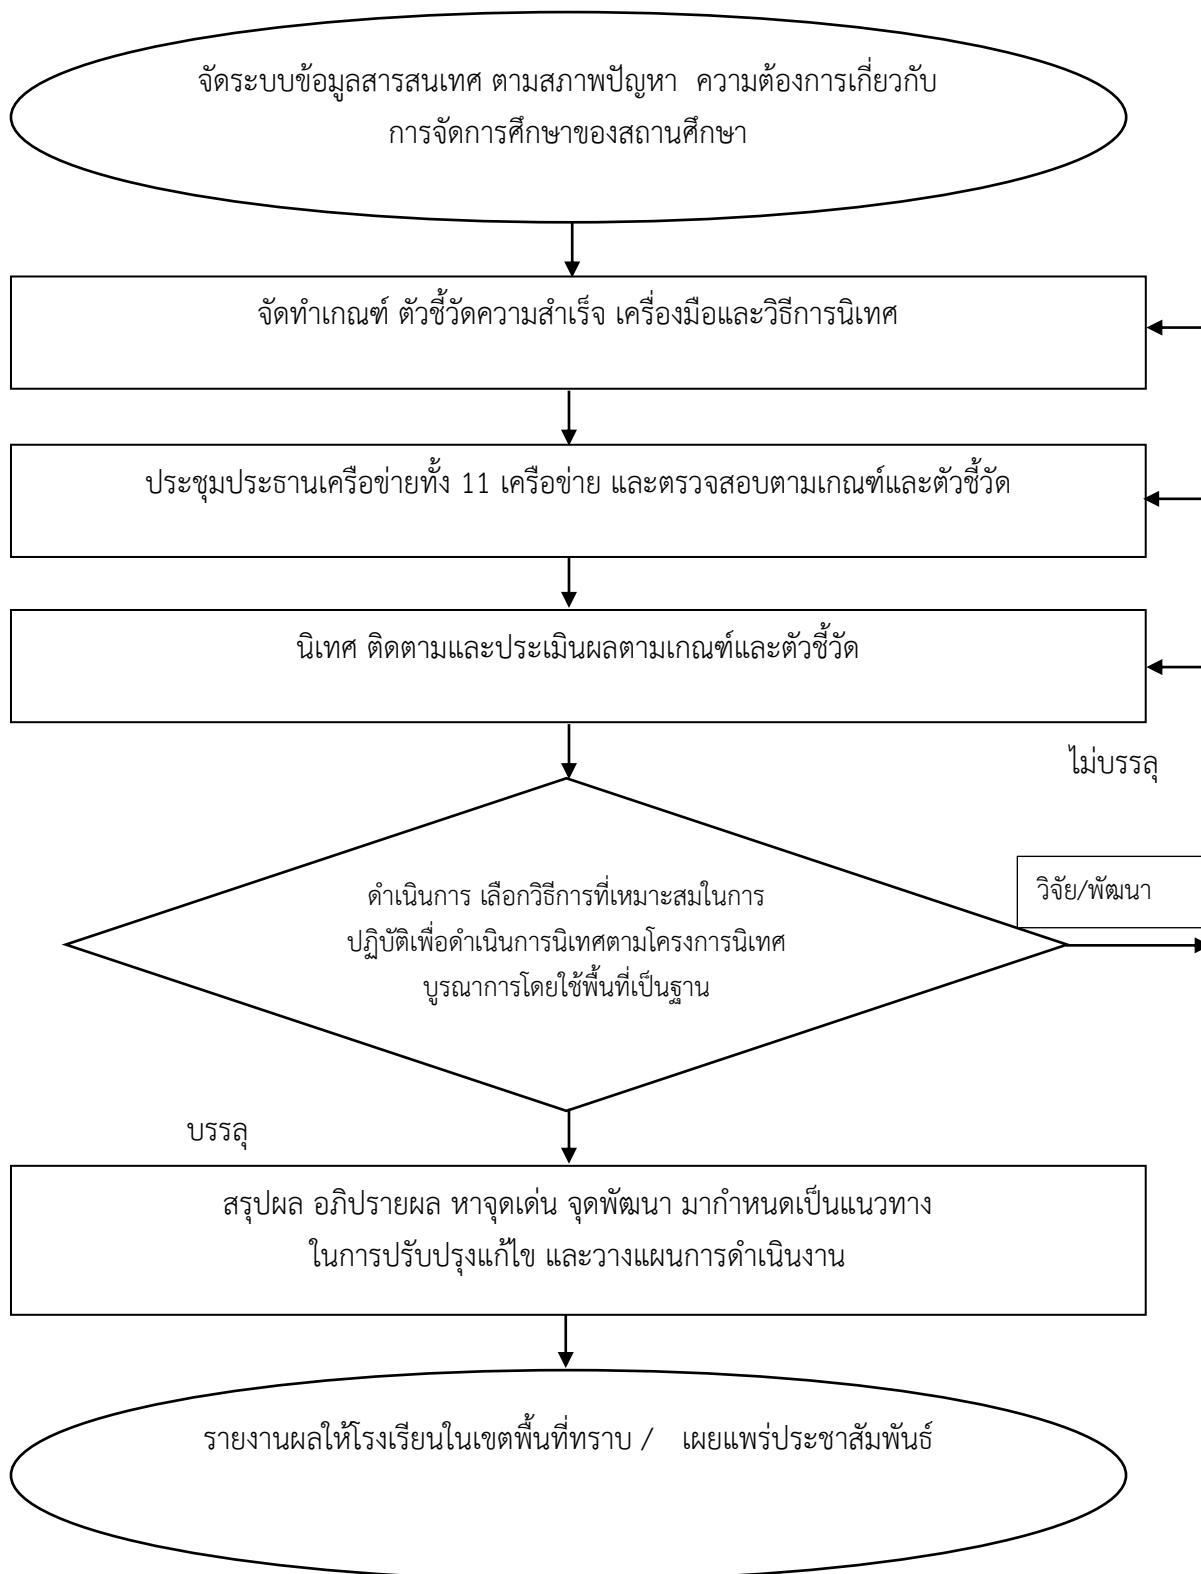 จัดระบบข้อมูลสารสนเทศ ตามสภาพปัญหา ความต้องการเกี่ยวกับ
การจัดการศึกษาของสถานศึกษา
จัดทำเกณฑ์ ตัวชี้วัดความสำเร็จ เครื่องมือและวิธีการนิเทศ
ประชุมประธานเครือข่ายทั้ง 11 เครือข่าย และตรวจสอบตามเกณฑ์และตัวชี้วัด
นิเทศ ติดตามและประเมินผลตามเกณฑ์และตัวชี้วัด
ไม่บรรลุ
วิจัย/พัฒนา
ดำเนินการ เลือกวิธีการที่เหมาะสมในการ
ปฏิบัติเพื่อดำเนินการนิเทศตามโครงการนิเทศ
บูรณาการโดยใช้พื้นที่เป็นฐาน
บรรลุ
สรุปผล อภิปรายผล หาจุดเด่น จุดพัฒนา มากำหนดเป็นแนวทาง
ในการปรับปรุงแก้ไข และวางแผนการดำเนินงาน
รายงานผลให้โรงเรียนในเขตพื้นที่ทราบ / เผยแพร่ประชาสัมพันธ์